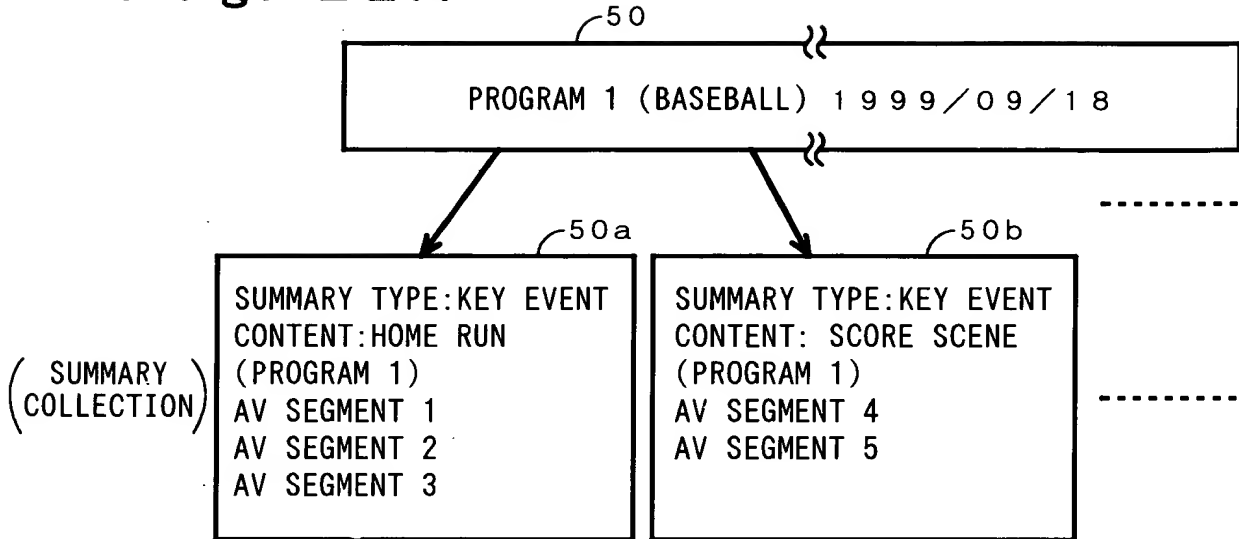 50
PROGRAM 1 (BASEBALL) 1999/09/18
50a
SUMMARY TYPE:KEY EVENT
CONTENT:HOME RUN
(PROGRAM 1)
AV SEGMENT 1
AV SEGMENT 2
AV SEGMENT 3
50b
SUMMARY TYPE:KEY EVENT
CONTENT: SCORE SCENE
(PROGRAM 1)
AV SEGMENT 4
AV SEGMENT 5
(SUMMARY
COLLECTION)